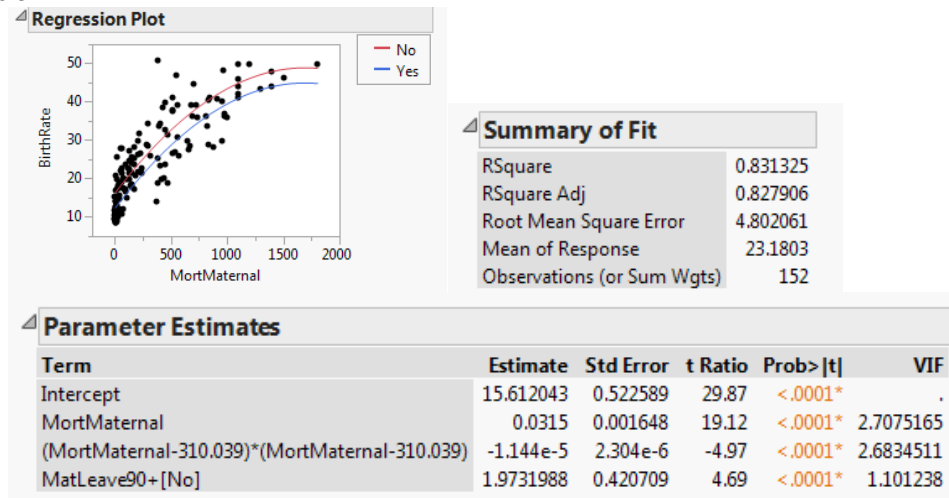 Regression Plot
No
Yes
BirthRate
50
40
30
20
10
0 500 1000 1500 2000
MortMaternal
Summary of Fit
RSquare 0.831325
RSquare Adj 0.827906
Root Mean Square Error 4.802061
Mean of Response 23.1803
Observations (or Sum Wgts) 152
Parameter Estimates
Term Estimate Std Error t Ratio Prob>|t| VIF
Intercept 15.612043 0.522589 29.87 <.0001* .
MortMaternal 0.0315 0.001648 19.12 <.0001* 2.7075165
(MortMaternal-310.039)*(MortMaternal-310.039) -1.144e-5 2.304e-6 -4.97 <.0001* 2.6834511
MatLeave90+[No] 1.9731988 0.420709 4.69 <.0001* 1.101238